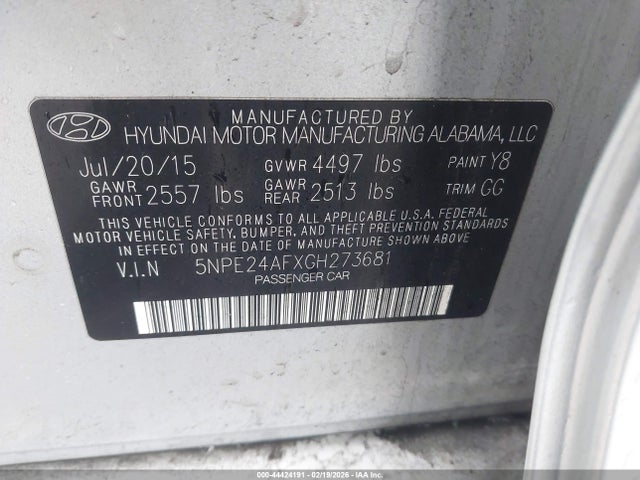 MANUFACTURED BY
HYUNDAI MOTOR MANUFACTURING ALABAMA, LLC
Jul/20/15 GVWR 4497 lbs PAINT Y8
GAWR FRONT 2557 lbs GAWR REAR 2513 lbs TRIM GG
THIS VEHICLE CONFORMS TO ALL APPLICABLE U.S.A. FEDERAL
MOTOR VEHICLE SAFETY, BUMPER, AND THEFT PREVENTION STANDARDS
IN EFFECT ON THE DATE OF MANUFACTURE SHOWN ABOVE.
V.I.N 5NPE24AFXGH273681
PASSENGER CAR
000-44424191 - 02/19/2026 - IAAI.COM